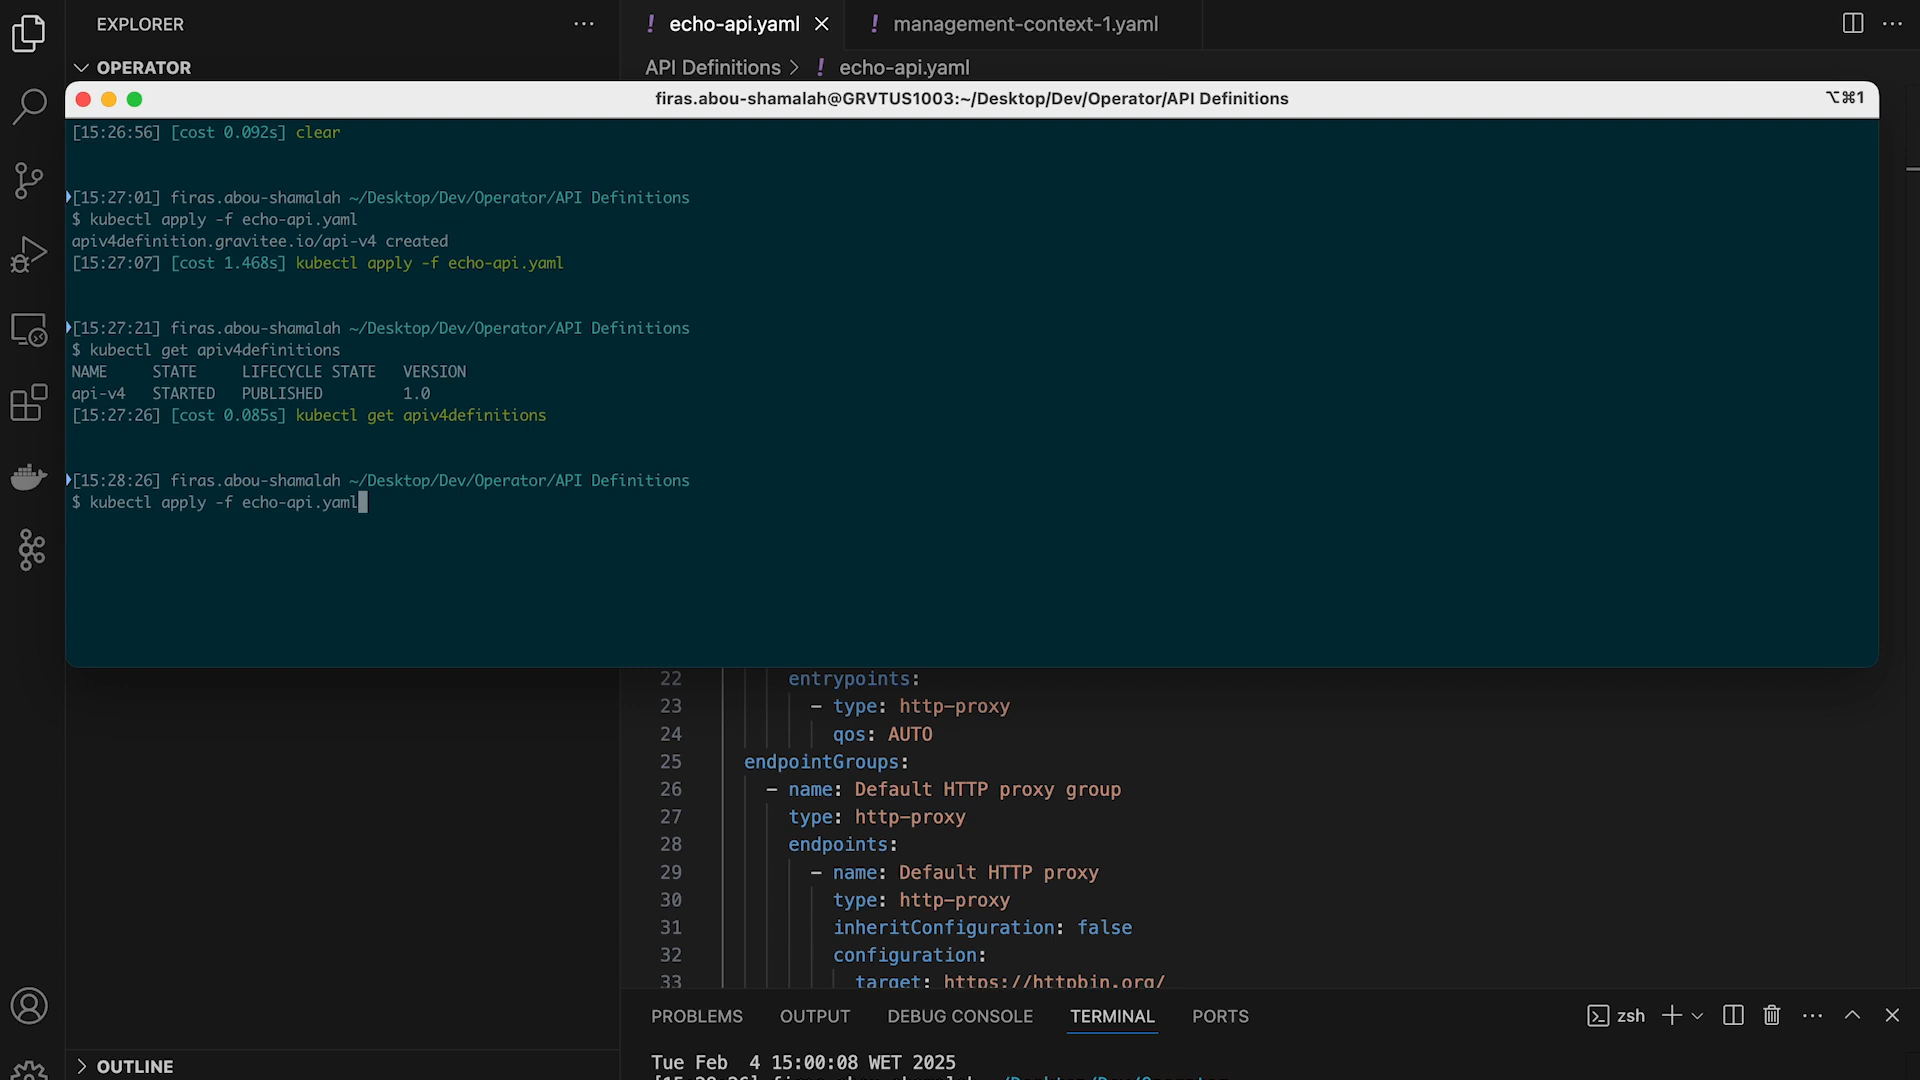 EXPLORER
echo-api.yaml
management-context-1.yaml
OPERATOR
API Definitions > ! echo-api.yaml
firas.abou-shamalah@GRVTUS1003:~/Desktop/Dev/Operator/API Definitions
⌥⌘1
[15:26:56] [cost 0.092s] clear
[15:27:01] firas.abou-shamalah ~/Desktop/Dev/Operator/API Definitions
$ kubectl apply -f echo-api.yaml
apiv4definition.gravitee.io/api-v4 created
[15:27:07] [cost 1.468s] kubectl apply -f echo-api.yaml
[15:27:21] firas.abou-shamalah ~/Desktop/Dev/Operator/API Definitions
$ kubectl get apiv4definitions
NAME STATE LIFECYCLE STATE VERSION
api-v4 STARTED PUBLISHED 1.0
[15:27:26] [cost 0.085s] kubectl get apiv4definitions
[15:28:26] firas.abou-shamalah ~/Desktop/Dev/Operator/API Definitions
$ kubectl apply -f echo-api.yaml
22 entrypoints:
23 - type: http-proxy
24 qos: AUTO
25 endpointGroups:
26 - name: Default HTTP proxy group
27 type: http-proxy
28 endpoints:
29 - name: Default HTTP proxy
30 type: http-proxy
31 inheritConfiguration: false
32 configuration:
33 target: https://httpbin.org/
PROBLEMS OUTPUT DEBUG CONSOLE TERMINAL PORTS
zsh
Tue Feb 4 15:00:08 WET 2025
OUTLINE